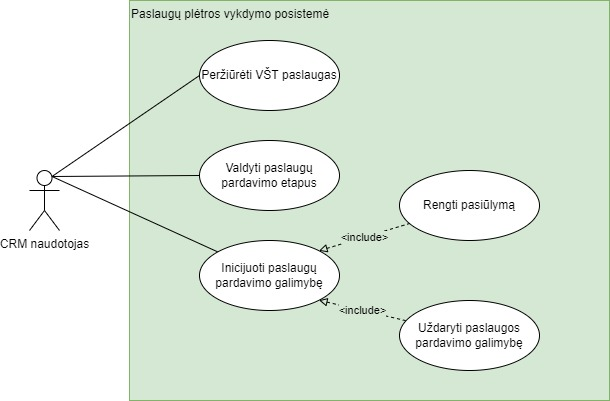 Paslaugų plėtros vykdymo posistemė
Peržiūrėti VŠT paslaugas
Valdyti paslaugų
pardavimo etapus
Rengti pasiūlymą
CRM naudotojas
<include>
Inicijuoti paslaugų
pardavimo galimybę
<include>
Uždaryti paslaugos
pardavimo galimybę